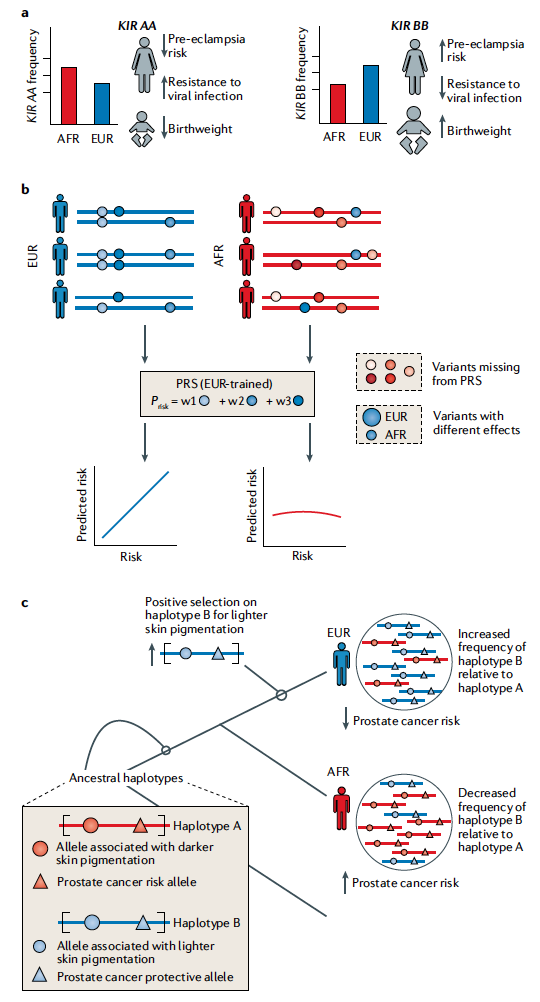 a
KIR AA
KIR AA frequency
AFR
EUR
Pre-eclampsia
risk
Resistance to
viral infection
Birthweight
KIR BB
KIR BB frequency
AFR
EUR
Pre-eclampsia
risk
Resistance to
viral infection
Birthweight
b
EUR
AFR
PRS (EUR-trained)
Prisk = w1 + w2 + w3
Variants missing
from PRS
EUR
AFR
Variants with
different effects
Predicted risk
Risk
Predicted risk
Risk
c
Positive selection on
haplotype B for lighter
skin pigmentation
EUR
Increased
frequency of
haplotype B
relative to
haplotype A
Prostate cancer risk
AFR
Decreased
frequency of
haplotype B
relative to
haplotype A
Prostate cancer risk
Ancestral haplotypes
Haplotype A
Allele associated with darker
skin pigmentation
Prostate cancer risk allele
Haplotype B
Allele associated with lighter
skin pigmentation
Prostate cancer protective allele